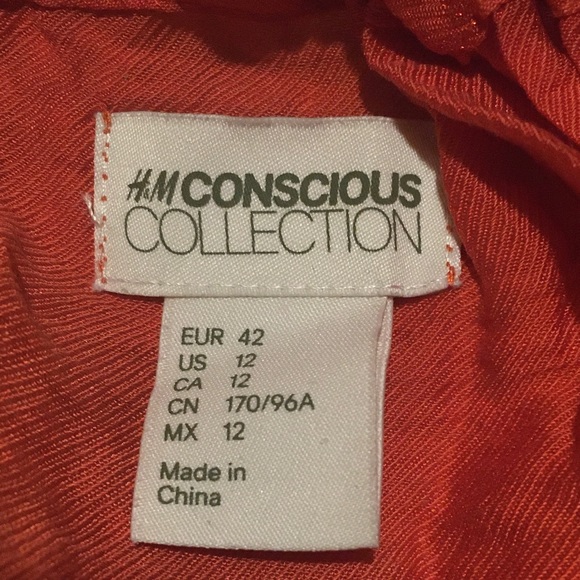 H&M CONSCIOUS
COLLECTION
EUR 42
US 12
CA 12
CN 170/96A
MX 12
Made in
China